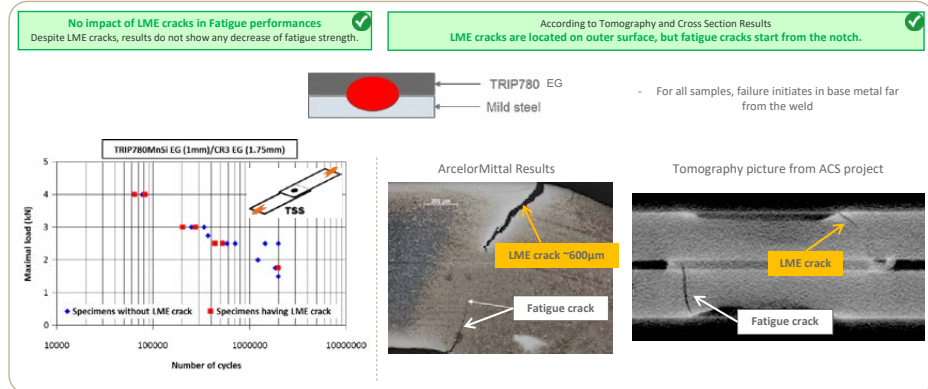 No impact of LME cracks in Fatigue performances
Despite LME cracks, results do not show any decrease of fatigue strength.
According to Tomography and Cross Section Results
LME cracks are located on outer surface, but fatigue cracks start from the notch.
TRIP780 EG
Mild steel
- For all samples, failure initiates in base metal far
from the weld
TRIP780MnSi EG (1mm)/CR3 EG (1.75mm)
Maximal load (kN)
5
4
3
2
1
0
TSS
Specimens without LME crack
Specimens having LME crack
10000
100000
1000000
10000000
Number of cycles
ArcelorMittal Results
200 µm
LME crack ~600µm
Fatigue crack
Tomography picture from ACS project
LME crack
Fatigue crack